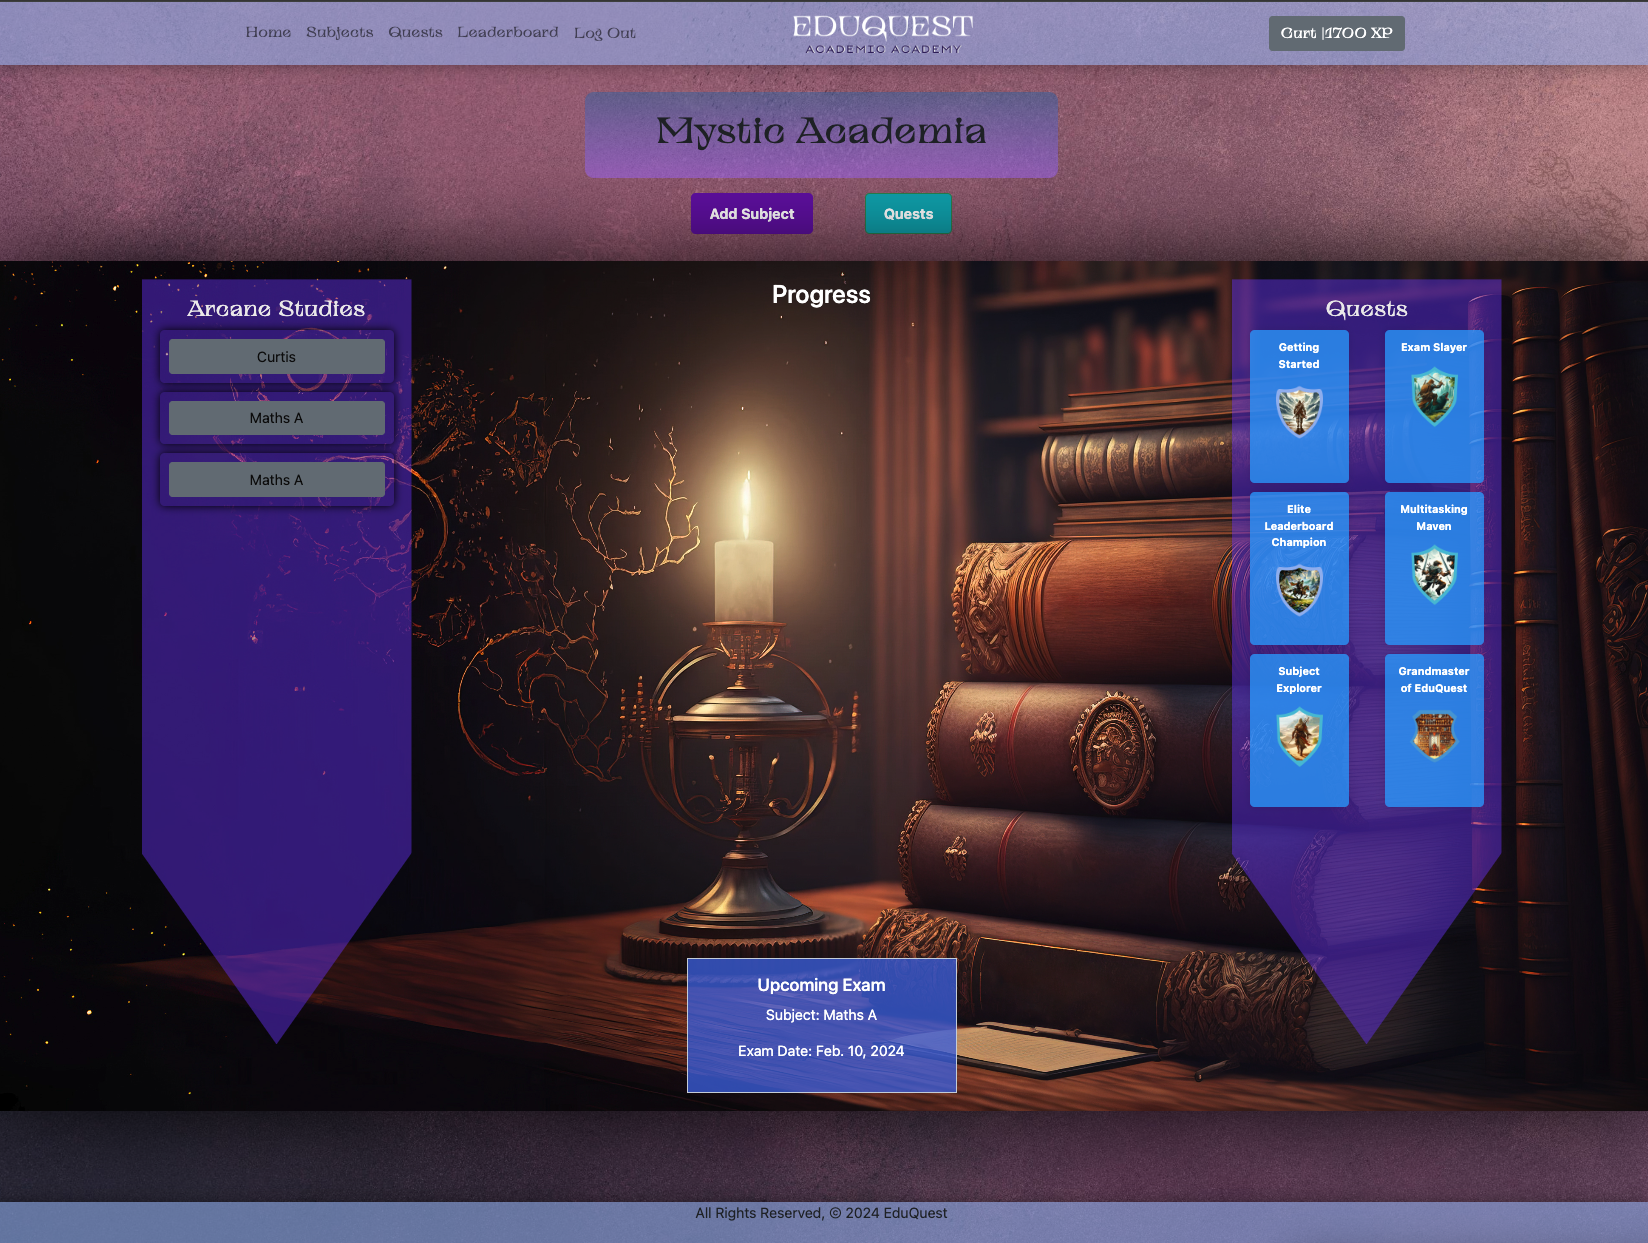 Home Subjects Quests Leaderboard Log Out
EDUQUEST
ACADEMIC ACADEMY
Curt |1700 XP
Mystic Academia
Add Subject
Quests
Arcane Studies
Curtis
Maths A
Maths A
Progress
Upcoming Exam
Subject: Maths A
Exam Date: Feb. 10, 2024
Quests
Getting
Started
Exam Slayer
Elite
Leaderboard
Champion
Multitasking
Maven
Subject
Explorer
Grandmaster
of EduQuest
All Rights Reserved, © 2024 EduQuest